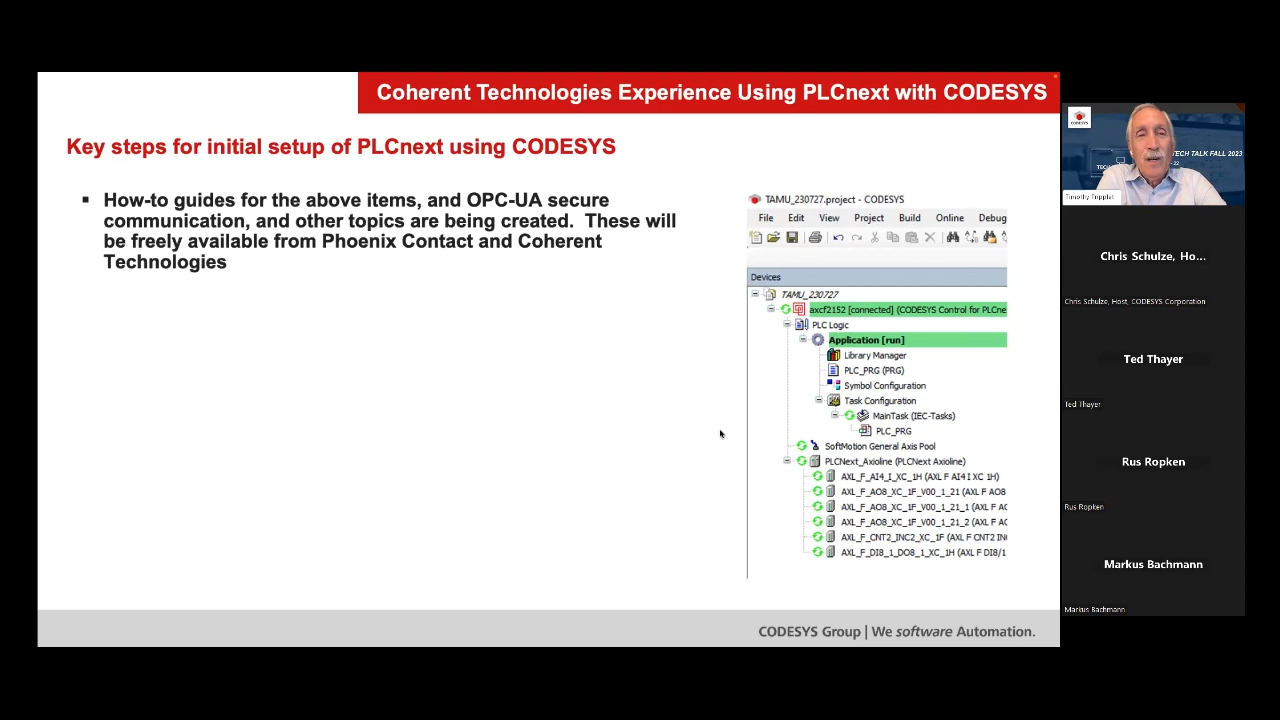 Coherent Technologies Experience Using PLCnext with CODESYS
Key steps for initial setup of PLCnext using CODESYS
How-to guides for the above items, and OPC-UA secure
communication, and other topics are being created.  These will
be freely available from Phoenix Contact and Coherent
Technologies
TAMU_230727.project - CODESYS
File Edit View Project Build Online Debug
Devices
TAMU_230727
axcf2152 [connected] (CODESYS Control for PLCne
PLC Logic
Application [run]
Library Manager
PLC_PRG (PRG)
Symbol Configuration
Task Configuration
MainTask (IEC-Tasks)
PLC_PRG
SoftMotion General Axis Pool
PLCNext_Axioline (PLCNext Axioline)
AXL_F_AI4_I_XC_1H (AXL F AI4 I XC 1H)
AXL_F_AO8_XC_1F_V00_1_21 (AXL F AO8
AXL_F_AO8_XC_1F_V00_1_21_1 (AXL F AO
AXL_F_AO8_XC_1F_V00_1_21_2 (AXL F A
AXL_F_CNT2_INC2_XC_1F (AXL F CNT2 IN
AXL_F_DI8_1_DO8_1_XC_1H (AXL F DI8/1
CODESYS Group | We software Automation.
CODESYS
TECH TALK FALL 2023
Timothy Tripplet
Chris Schulze, Ho...
Chris Schulze, Host, CODESYS Corporation
Ted Thayer
Ted Thayer
Rus Ropken
Rus Ropken
Markus Bachmann
Markus Bachmann